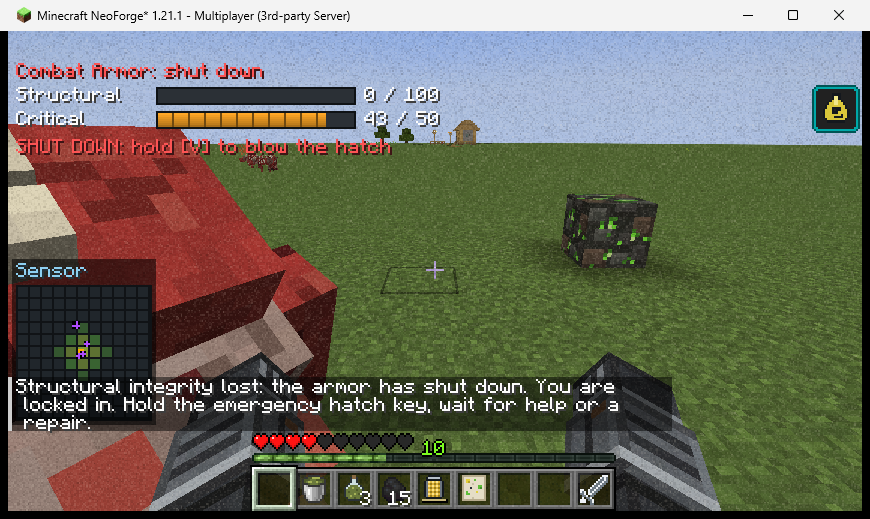 Minecraft NeoForge* 1.21.1 - Multiplayer (3rd-party Server)
Combat Armor: shut down
Structural 0 / 100
Critical 43 / 50
SHUT DOWN: hold [V] to blow the hatch
Sensor
Structural integrity lost: the armor has shut down. You are
locked in. Hold the emergency hatch key, wait for help or a
repair.
10
3
15